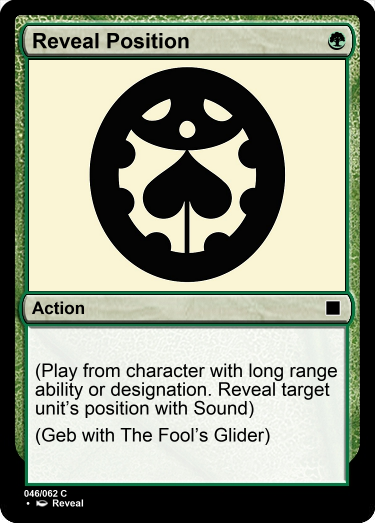 Reveal Position
Action
(Play from character with long range
ability or designation. Reveal target
unit's position with Sound)
(Geb with The Fool's Glider)
046/062 C
• Reveal